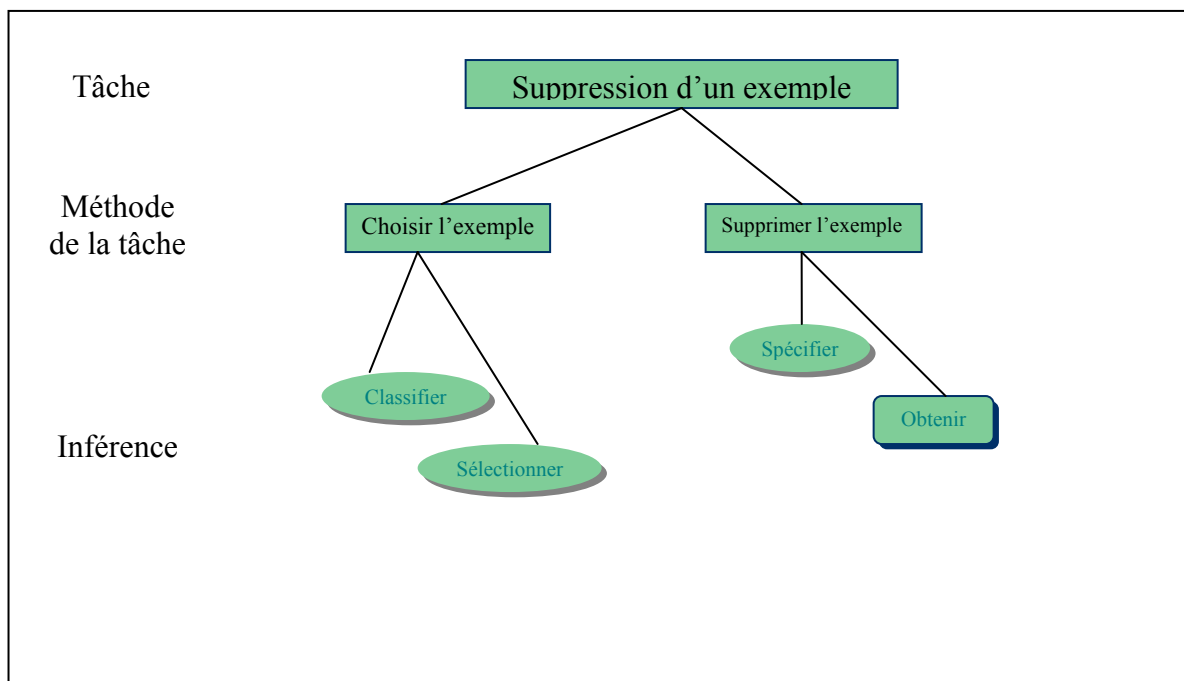 Tâche
Suppression d’un exemple
Méthode
de la tâche
Choisir l’exemple
Supprimer l’exemple
Spécifier
Classifier
Obtenir
Inférence
Sélectionner